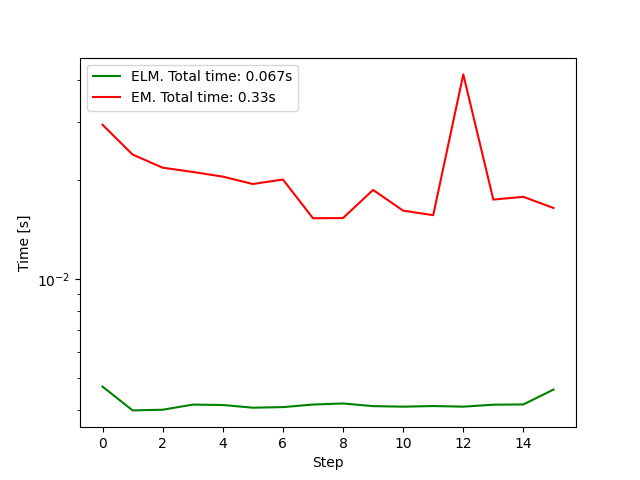 ELM. Total time: 0.067s
EM. Total time: 0.33s
Time [s]
10⁻²
0 2 4 6 8 10 12 14
Step